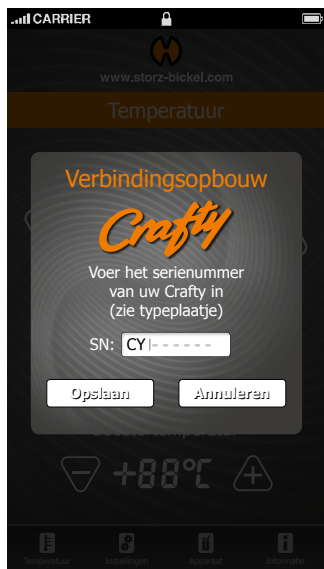 CARRIER
www.storz-bickel.com
Temperatuur
Verbindingsopbouw
Crafty
Voer het serienummer
van uw Crafty in
(zie typeplaatje)
SN: CY|------
Opslaan Annuleren
+88°C
Temperatuur Instellingen Apparaat Informatie